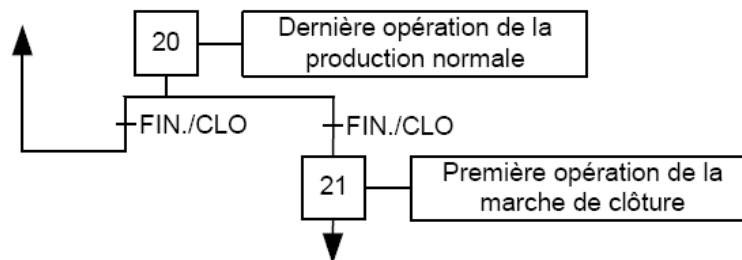 20
Dernière opération de la
production normale
FIN./CLO
FIN./CLO
21
Première opération de la
marche de clôture